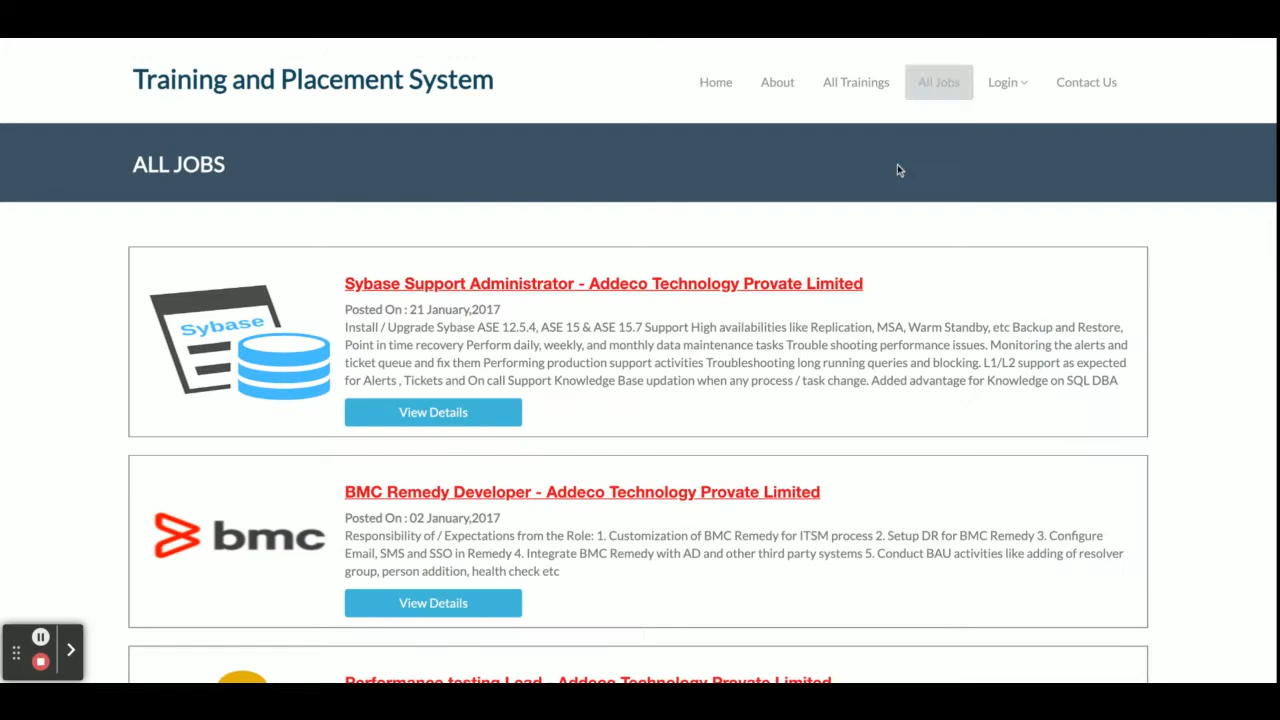 Training and Placement System
Home About All Trainings All Jobs Login Contact Us
ALL JOBS
Sybase
Sybase Support Administrator - Addeco Technology Provate Limited
Posted On : 21 January,2017
Install / Upgrade Sybase ASE 12.5.4, ASE 15 & ASE 15.7 Support High availabilities like Replication, MSA, Warm Standby, etc Backup and Restore,
Point in time recovery Perform daily, weekly, and monthly data maintenance tasks Trouble shooting performance issues. Monitoring the alerts and
ticket queue and fix them Performing production support activities Troubleshooting long running queries and blocking. L1/L2 support as expected
for Alerts , Tickets and On call Support Knowledge Base updation when any process / task change. Added advantage for Knowledge on SQL DBA
View Details
bmc
BMC Remedy Developer - Addeco Technology Provate Limited
Posted On : 02 January,2017
Responsibility of / Expectations from the Role: 1. Customization of BMC Remedy for ITSM process 2. Setup DR for BMC Remedy 3. Configure
Email, SMS and SSO in Remedy 4. Integrate BMC Remedy with AD and other third party systems 5. Conduct BAU activities like adding of resolver
group, person addition, health check etc
View Details
Performance testing Lead - Addeco Technology Provate Limited